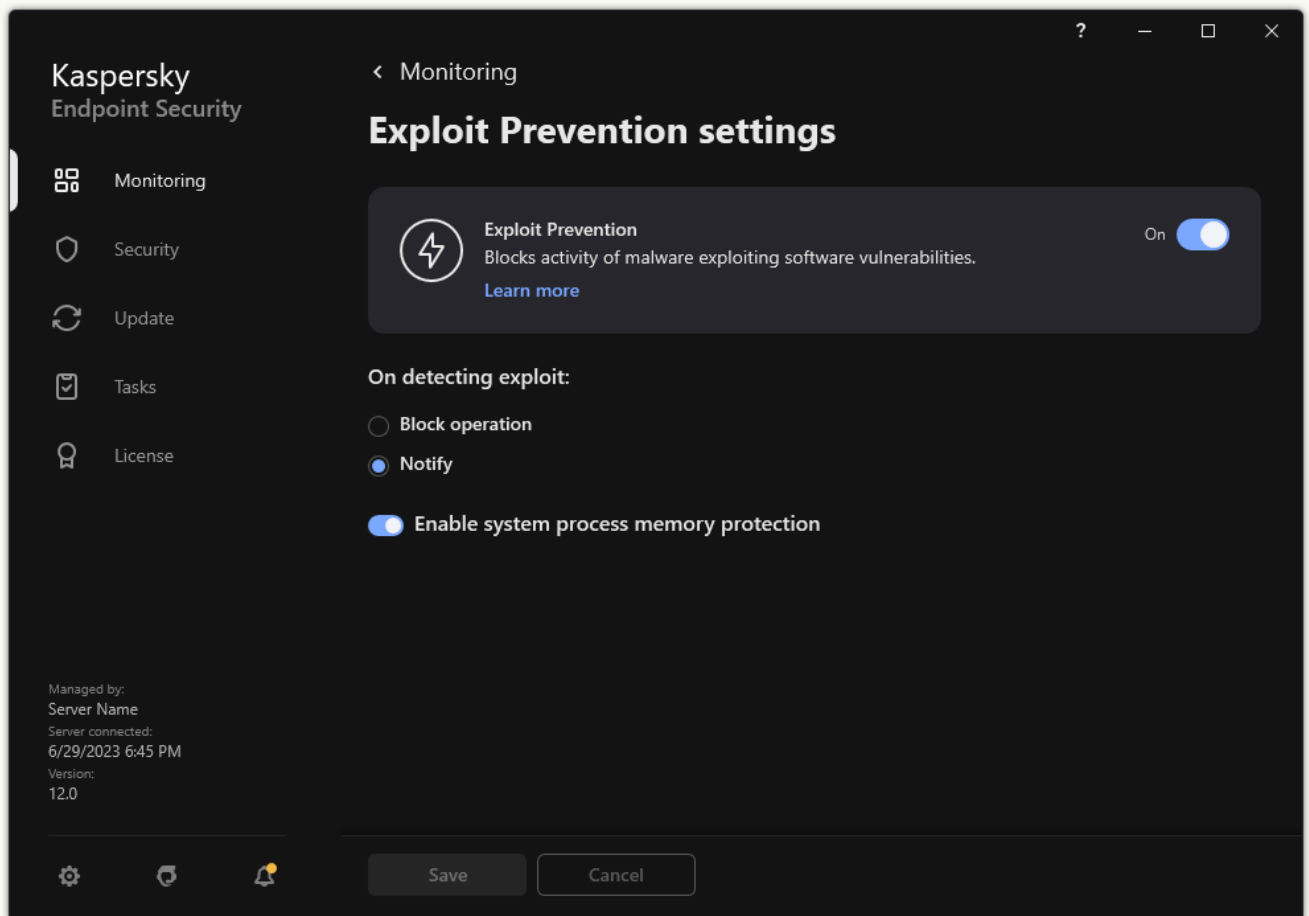 ?
Kaspersky
Endpoint Security
Monitoring
Security
Update
Tasks
License
Managed by:
Server Name
Server connected:
6/29/2023 6:45 PM
Version:
12.0
Monitoring
Exploit Prevention settings
Exploit Prevention
Blocks activity of malware exploiting software vulnerabilities.
Learn more
On
On detecting exploit:
Block operation
Notify
Enable system process memory protection
Save
Cancel